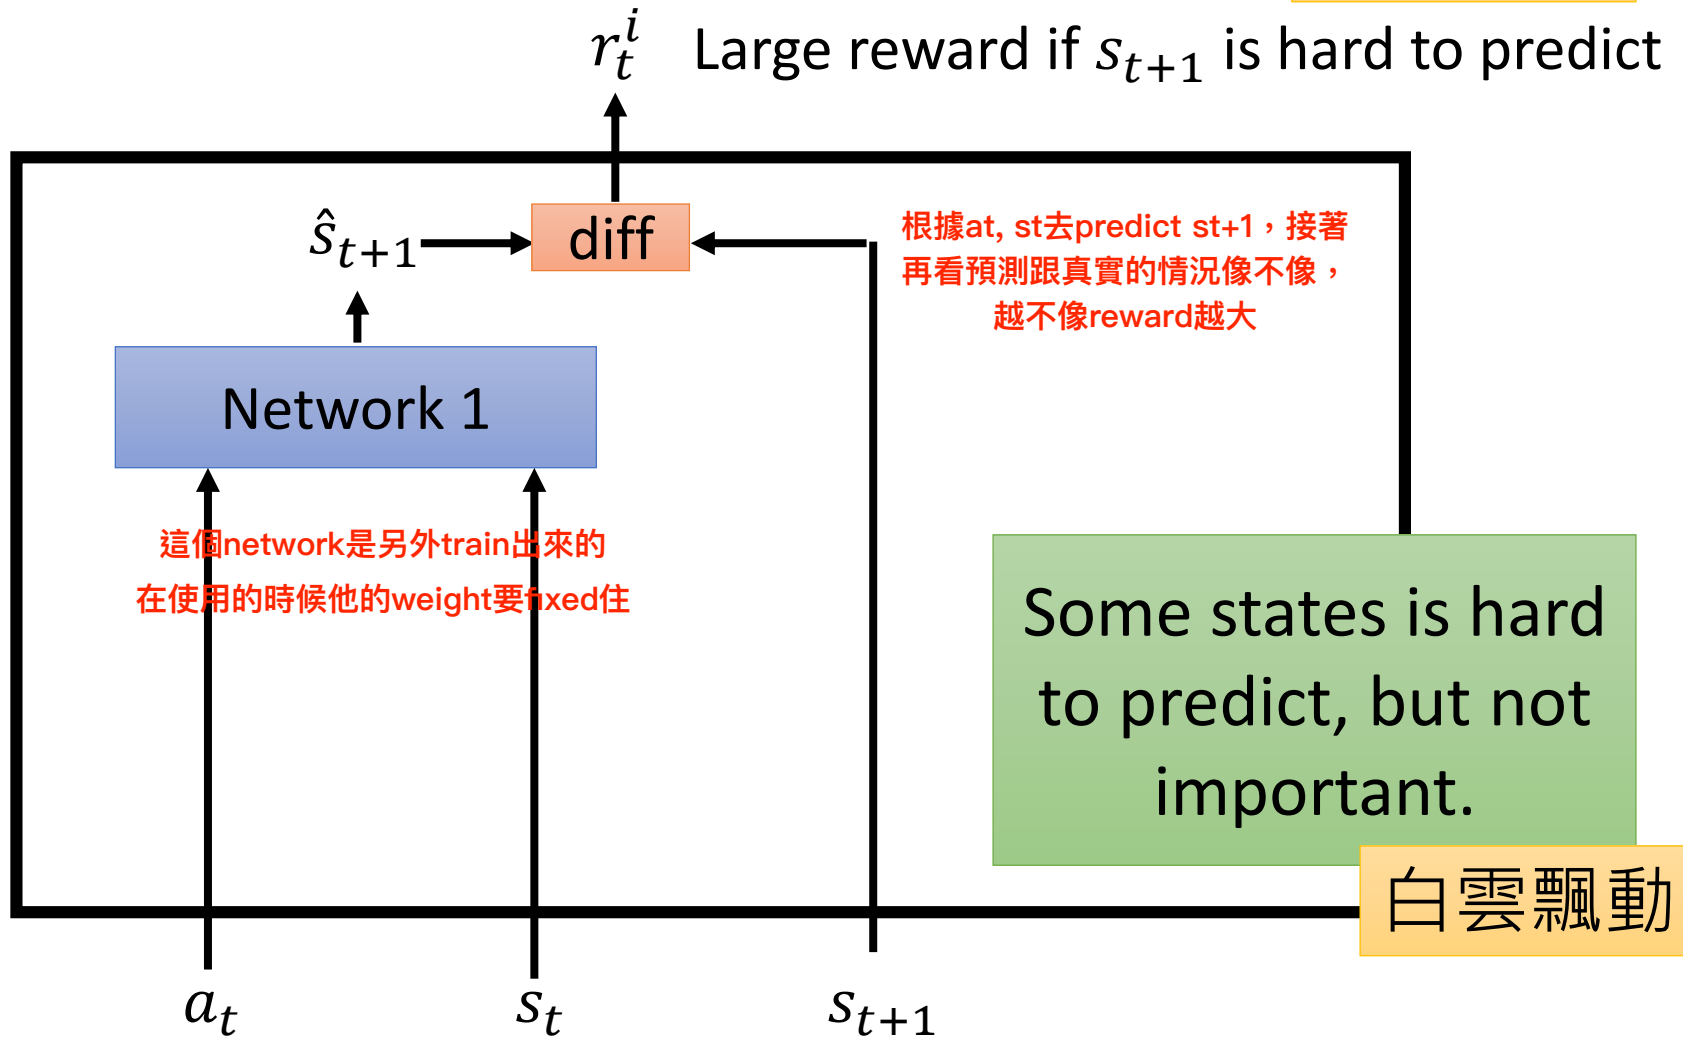 r_t^i Large reward if s_{t+1} is hard to predict
ŝ_{t+1}
diff
根據at, st去predict st+1，接著
再看預測跟真實的情況像不像，
越不像reward越大
Network 1
這個network是另外train出來的
在使用的時候他的weight要fixed住
Some states is hard
to predict, but not
important.
白雲飄動
a_t s_t s_{t+1}